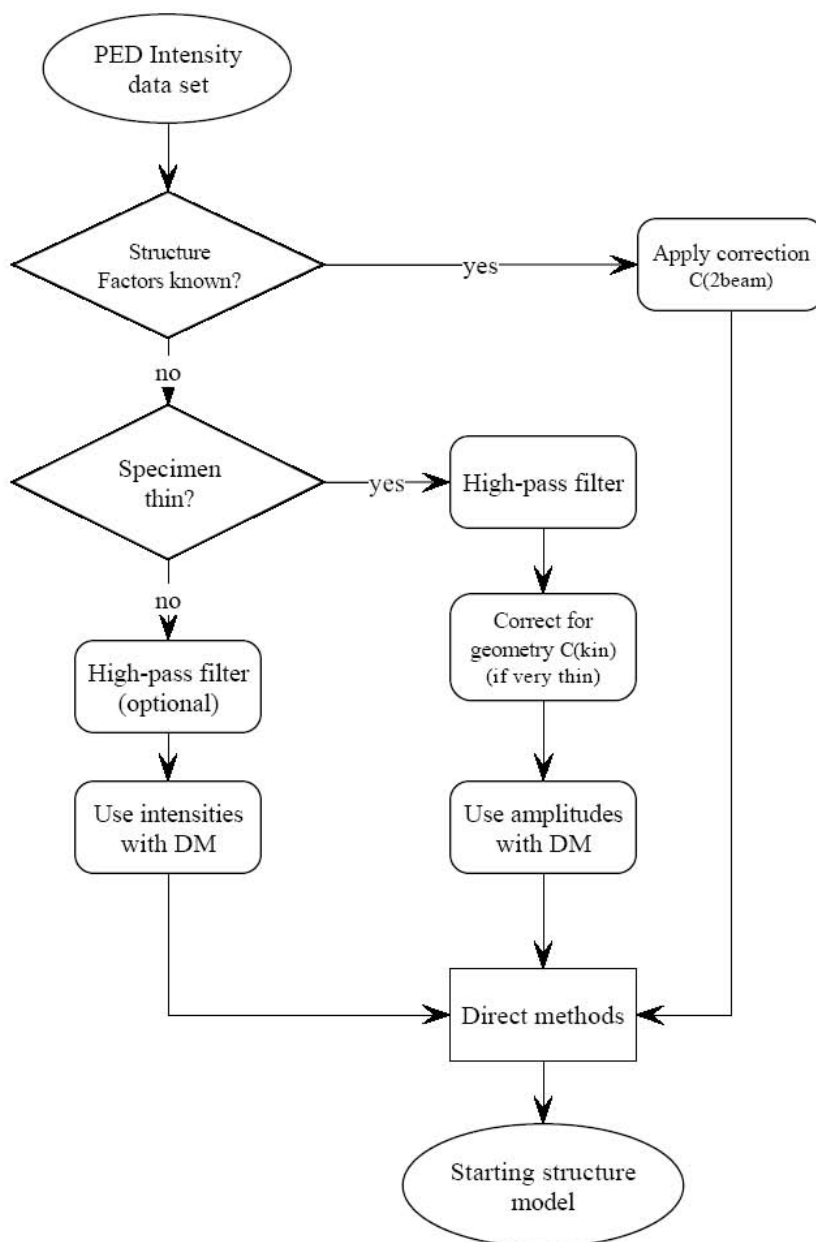 PED Intensity
data set
Structure
Factors known?
yes
Apply correction
C(2beam)
no
Specimen
thin?
yes
High-pass filter
no
Correct for
geometry C(kin)
(if very thin)
High-pass filter
(optional)
Use intensities
with DM
Use amplitudes
with DM
Direct methods
Starting structure
model